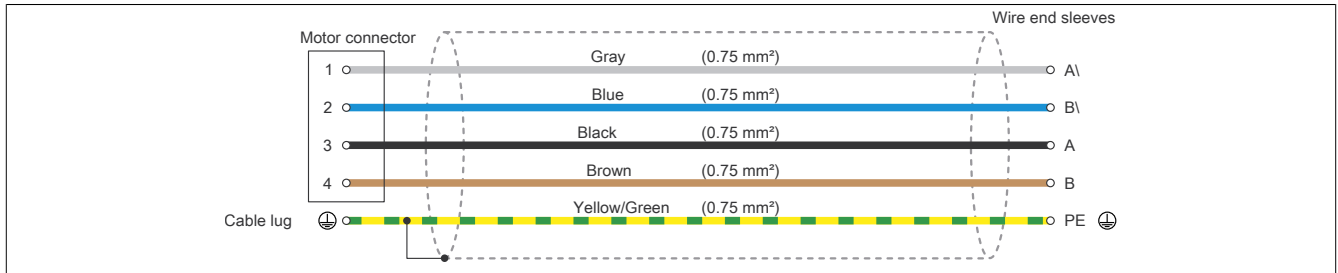 Wire end sleeves
Motor connector
1 Gray (0.75 mm²) A\
2 Blue (0.75 mm²) B\
3 Black (0.75 mm²) A
4 Brown (0.75 mm²) B
Cable lug Yellow/Green (0.75 mm²) PE